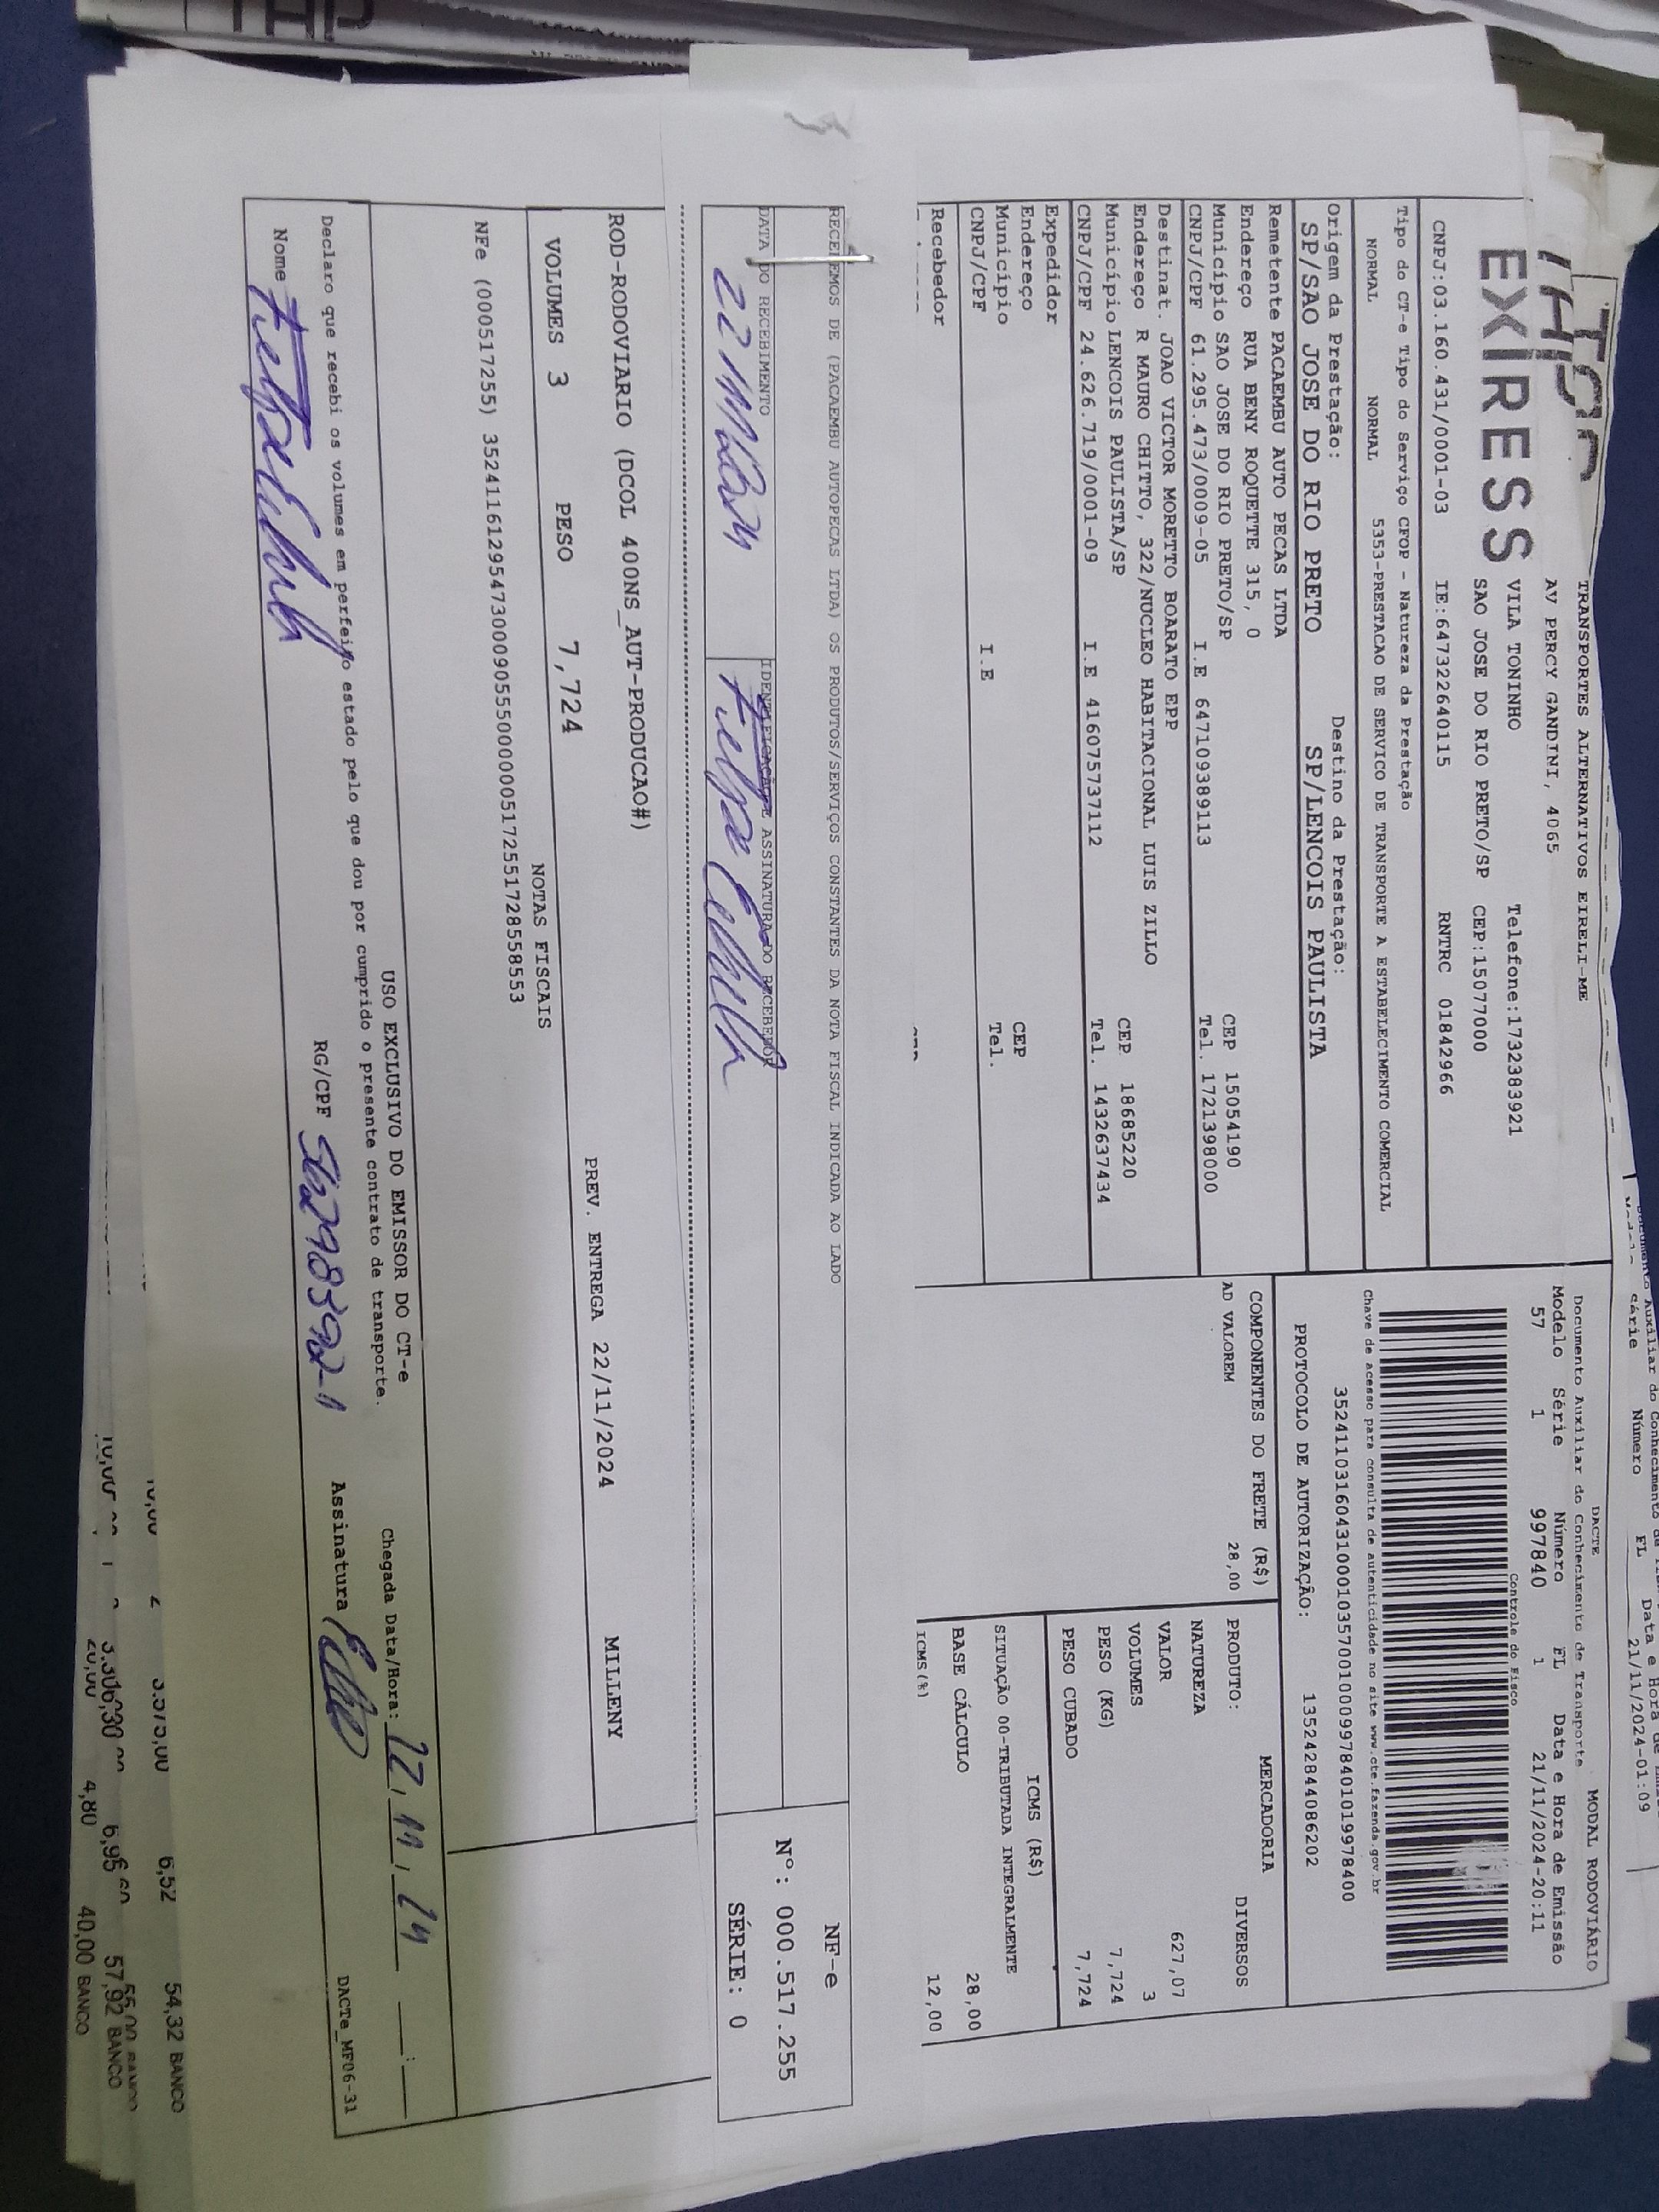 EXPRESS
TRANSPORTES ALTERNATIVOS EIRELI-ME
AV PERCY GANDINI, 4065
VILA TONINHO Telefone:1732383921
SAO JOSE DO RIO PRETO/SP CEP:15077000
CNPJ:03.160.431/0001-03 IE:647322640115 RNTRC 01842966
Tipo do CT-e Tipo do Serviço CFOP - Natureza da Prestação
NORMAL NORMAL 5353-PRESTACAO DE SERVICO DE TRANSPORTE A ESTABELECIMENTO COMERCIAL
Origem da Prestação: Destino da Prestação:
SP/SAO JOSE DO RIO PRETO SP/LENCOIS PAULISTA
Remetente PACAEMBU AUTO PECAS LTDA
Endereço RUA BENY ROQUETTE 315, 0 CEP 15054190
Município SAO JOSE DO RIO PRETO/SP Tel. 1721398000
CNPJ/CPF 61.295.473/0009-05 I.E 647109389113
Destinat. JOAO VICTOR MORETTO BOARATO EPP
Endereço R MAURO CHITTO, 322/NUCLEO HABITACIONAL LUIS ZILLO
Município LENCOIS PAULISTA/SP CEP 18685220
CNPJ/CPF 24.626.719/0001-09 I.E 416075737112 Tel. 1432637434
Expedidor
Endereço
Município CEP
CNPJ/CPF I.E Tel.
Recebedor
DACTE MODAL RODOVIÁRIO
Documento Auxiliar do Conhecimento de Transporte
Modelo Série Número FL Data e Hora de Emissão
57 1 997840 1 21/11/2024-20:11
Controle do Fisco
Chave de acesso para consulta de autenticidade no site www.cte.fazenda.gov.br
35241103160431000103570010009978401019978400
PROTOCOLO DE AUTORIZAÇÃO: 135242844086202
COMPONENTES DO FRETE (R$)
AD VALOREM 28,00
MERCADORIA
PRODUTO: DIVERSOS
NATUREZA
VALOR 627,07
VOLUMES 3
PESO (KG) 7,724
PESO CUBADO 7,724
ICMS (R$)
SITUAÇÃO 00-TRIBUTADA INTEGRALMENTE
BASE CÁLCULO 28,00
ICMS(%) 12,00
RECEBEMOS DE (PACAEMBU AUTOPECAS LTDA) OS PRODUTOS/SERVIÇOS CONSTANTES DA NOTA FISCAL INDICADA AO LADO
DATA DO RECEBIMENTO
IDENTIFICAÇÃO E ASSINATURA DO RECEBEDOR
NF-e
Nº: 000.517.255
SÉRIE: 0
ROD-RODOVIARIO (DCOL 400NS_AUT-PRODUCAO#)
PREV. ENTREGA 22/11/2024 MILLENY
VOLUMES 3 PESO 7,724
NOTAS FISCAIS
NFe (000517255) 35241161295473000905550000005172551728558553
USO EXCLUSIVO DO EMISSOR DO CT-e
Declaro que recebi os volumes em perfeito estado pelo que dou por cumprido o presente contrato de transporte.
Chegada Data/Hora:
Nome
RG/CPF
Assinatura
DACTe_MF06-31
Série Número FL
21/11/2024-01:09
6,52 54,32 BANCO
57,92 BANCO
4,80 40,00 BANCO